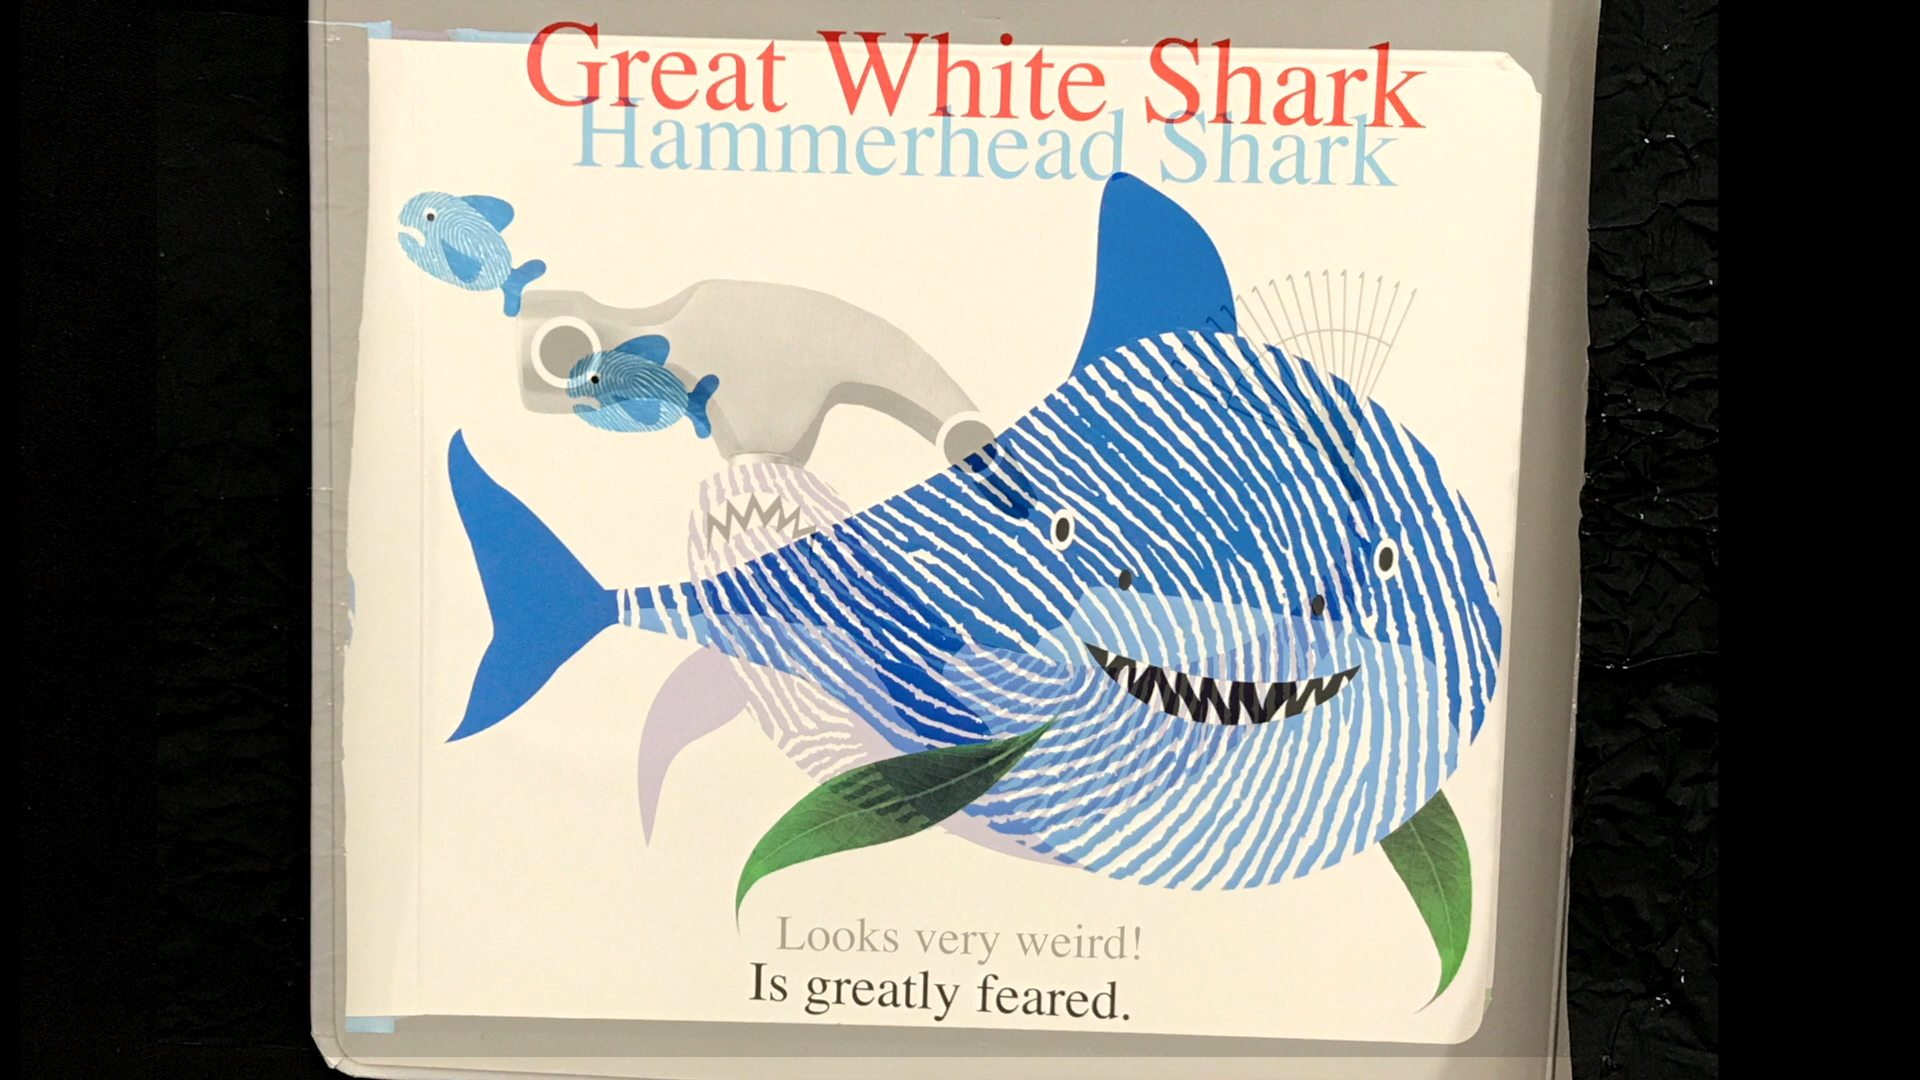 Great White Shark
Hammerhead Shark
Looks very weird!
Is greatly feared.